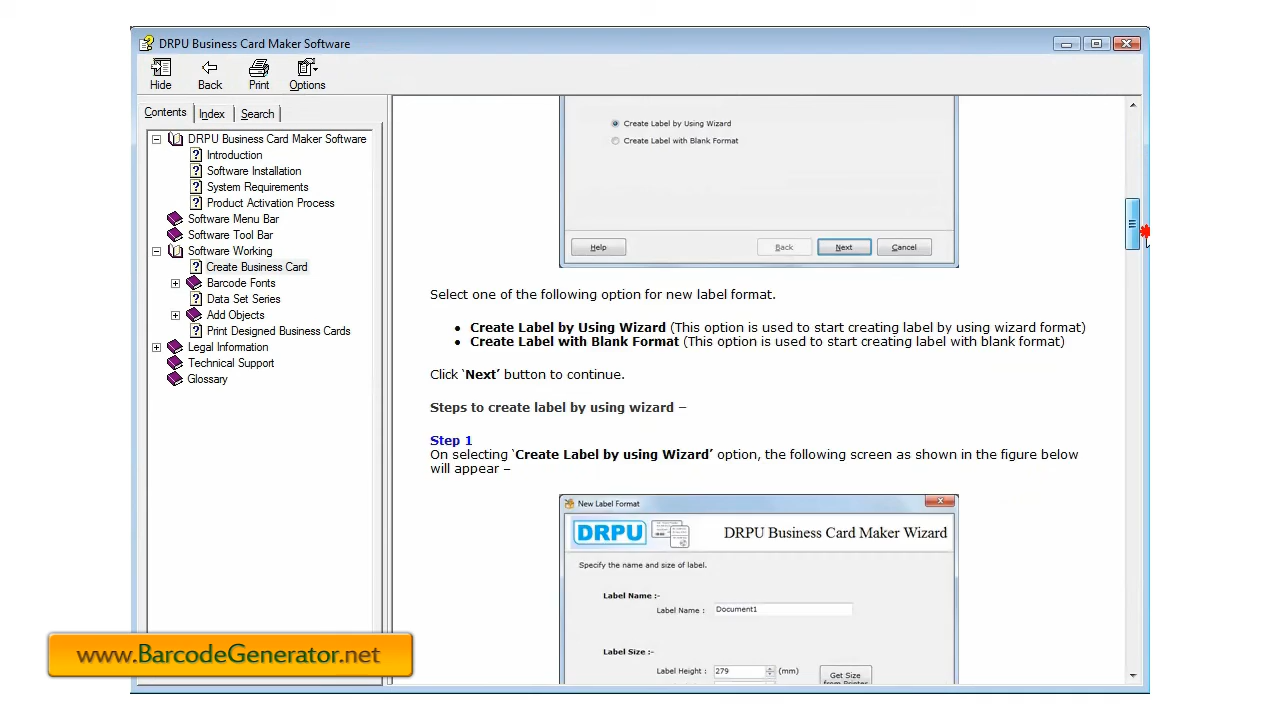 DRPU Business Card Maker Software
Hide Back Print Options
Contents Index Search
DRPU Business Card Maker Software
Introduction
Software Installation
System Requirements
Product Activation Process
Software Menu Bar
Software Tool Bar
Software Working
Create Business Card
Barcode Fonts
Data Set Series
Add Objects
Print Designed Business Cards
Legal Information
Technical Support
Glossary
Create Label by Using Wizard
Create Label with Blank Format
Help Back Next Cancel
Select one of the following option for new label format.
• Create Label by Using Wizard (This option is used to start creating label by using wizard format)
• Create Label with Blank Format (This option is used to start creating label with blank format)
Click ‘Next’ button to continue.
Steps to create label by using wizard –
Step 1
On selecting ‘Create Label by using Wizard’ option, the following screen as shown in the figure below
will appear –
New Label Format
DRPU DRPU Business Card Maker Wizard
Specify the name and size of label.
Label Name :-
Label Name : Document1
Label Size :-
Label Height : 279 (mm) Get Size
from Printer
www.BarcodeGenerator.net